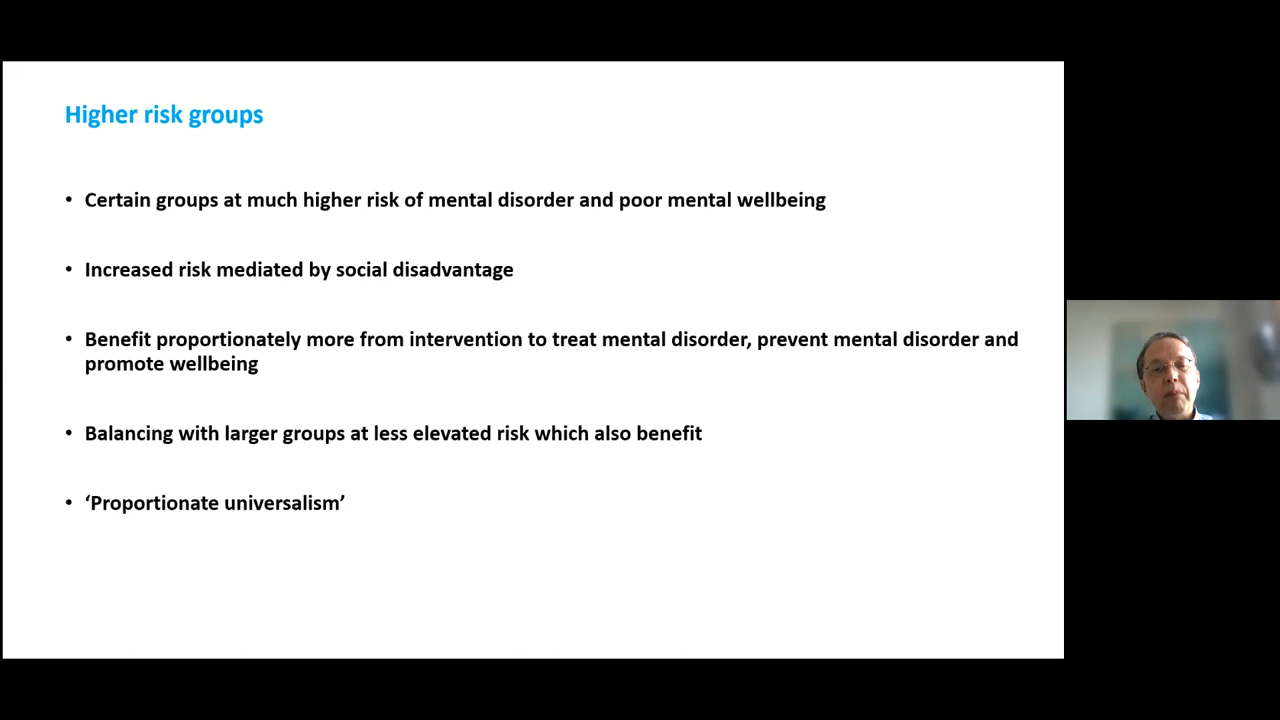 Higher risk groups
• Certain groups at much higher risk of mental disorder and poor mental wellbeing
• Increased risk mediated by social disadvantage
• Benefit proportionately more from intervention to treat mental disorder, prevent mental disorder and
promote wellbeing
• Balancing with larger groups at less elevated risk which also benefit
• ‘Proportionate universalism’